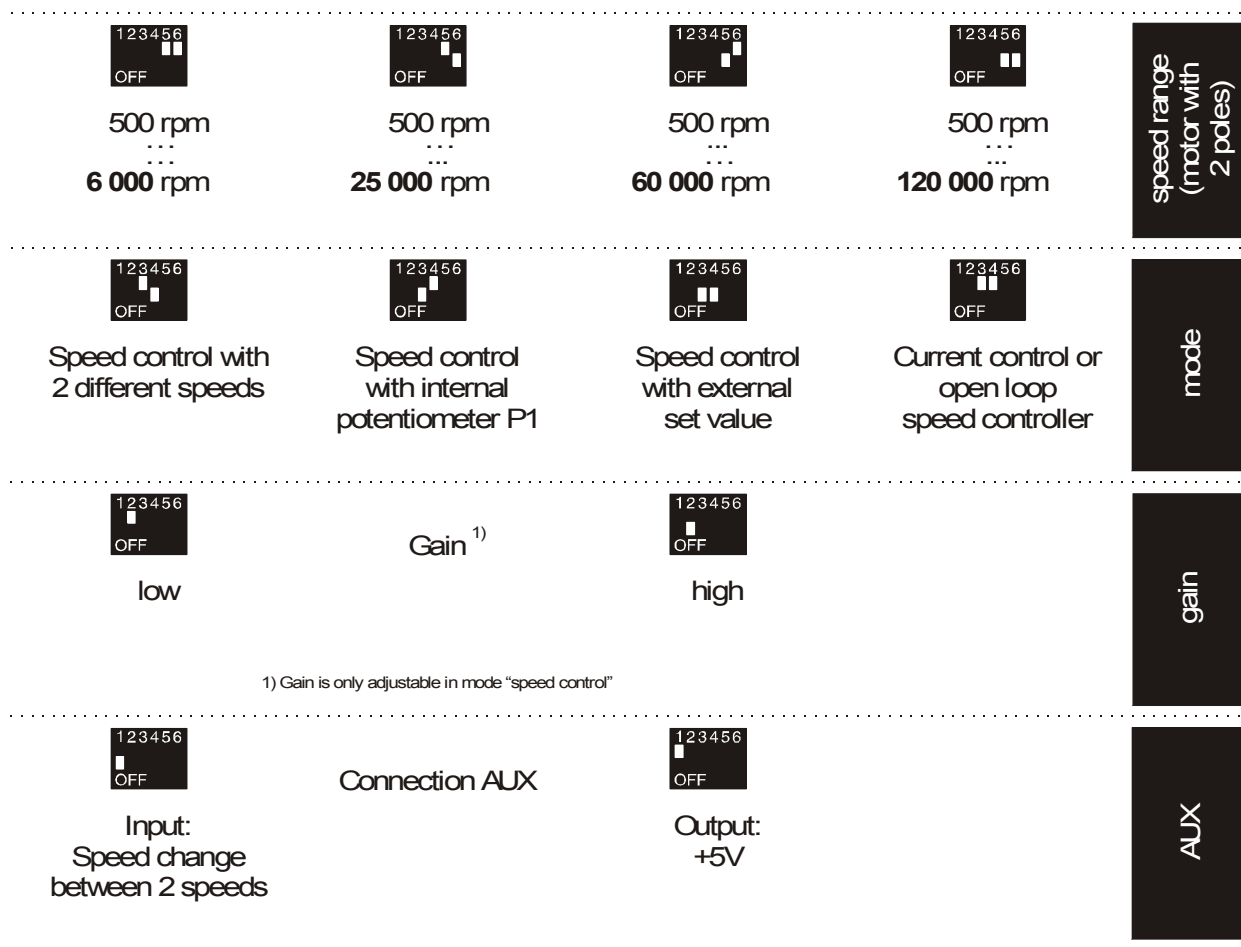 123456
OFF
500 rpm
...
...
6 000 rpm
123456
OFF
500 rpm
...
...
25 000 rpm
123456
OFF
500 rpm
...
...
60 000 rpm
123456
OFF
500 rpm
...
...
120 000 rpm
speed range
(motor with
2 poles)
123456
OFF
Speed control with
2 different speeds
123456
OFF
Speed control
with internal
potentiometer P1
123456
OFF
Speed control
with external
set value
123456
OFF
Current control or
open loop
speed controller
mode
123456
OFF
low
Gain 1)
123456
OFF
high
1) Gain is only adjustable in mode “speed control”
gain
123456
OFF
Input:
Speed change
between 2 speeds
Connection AUX
123456
OFF
Output:
+5V
AUX